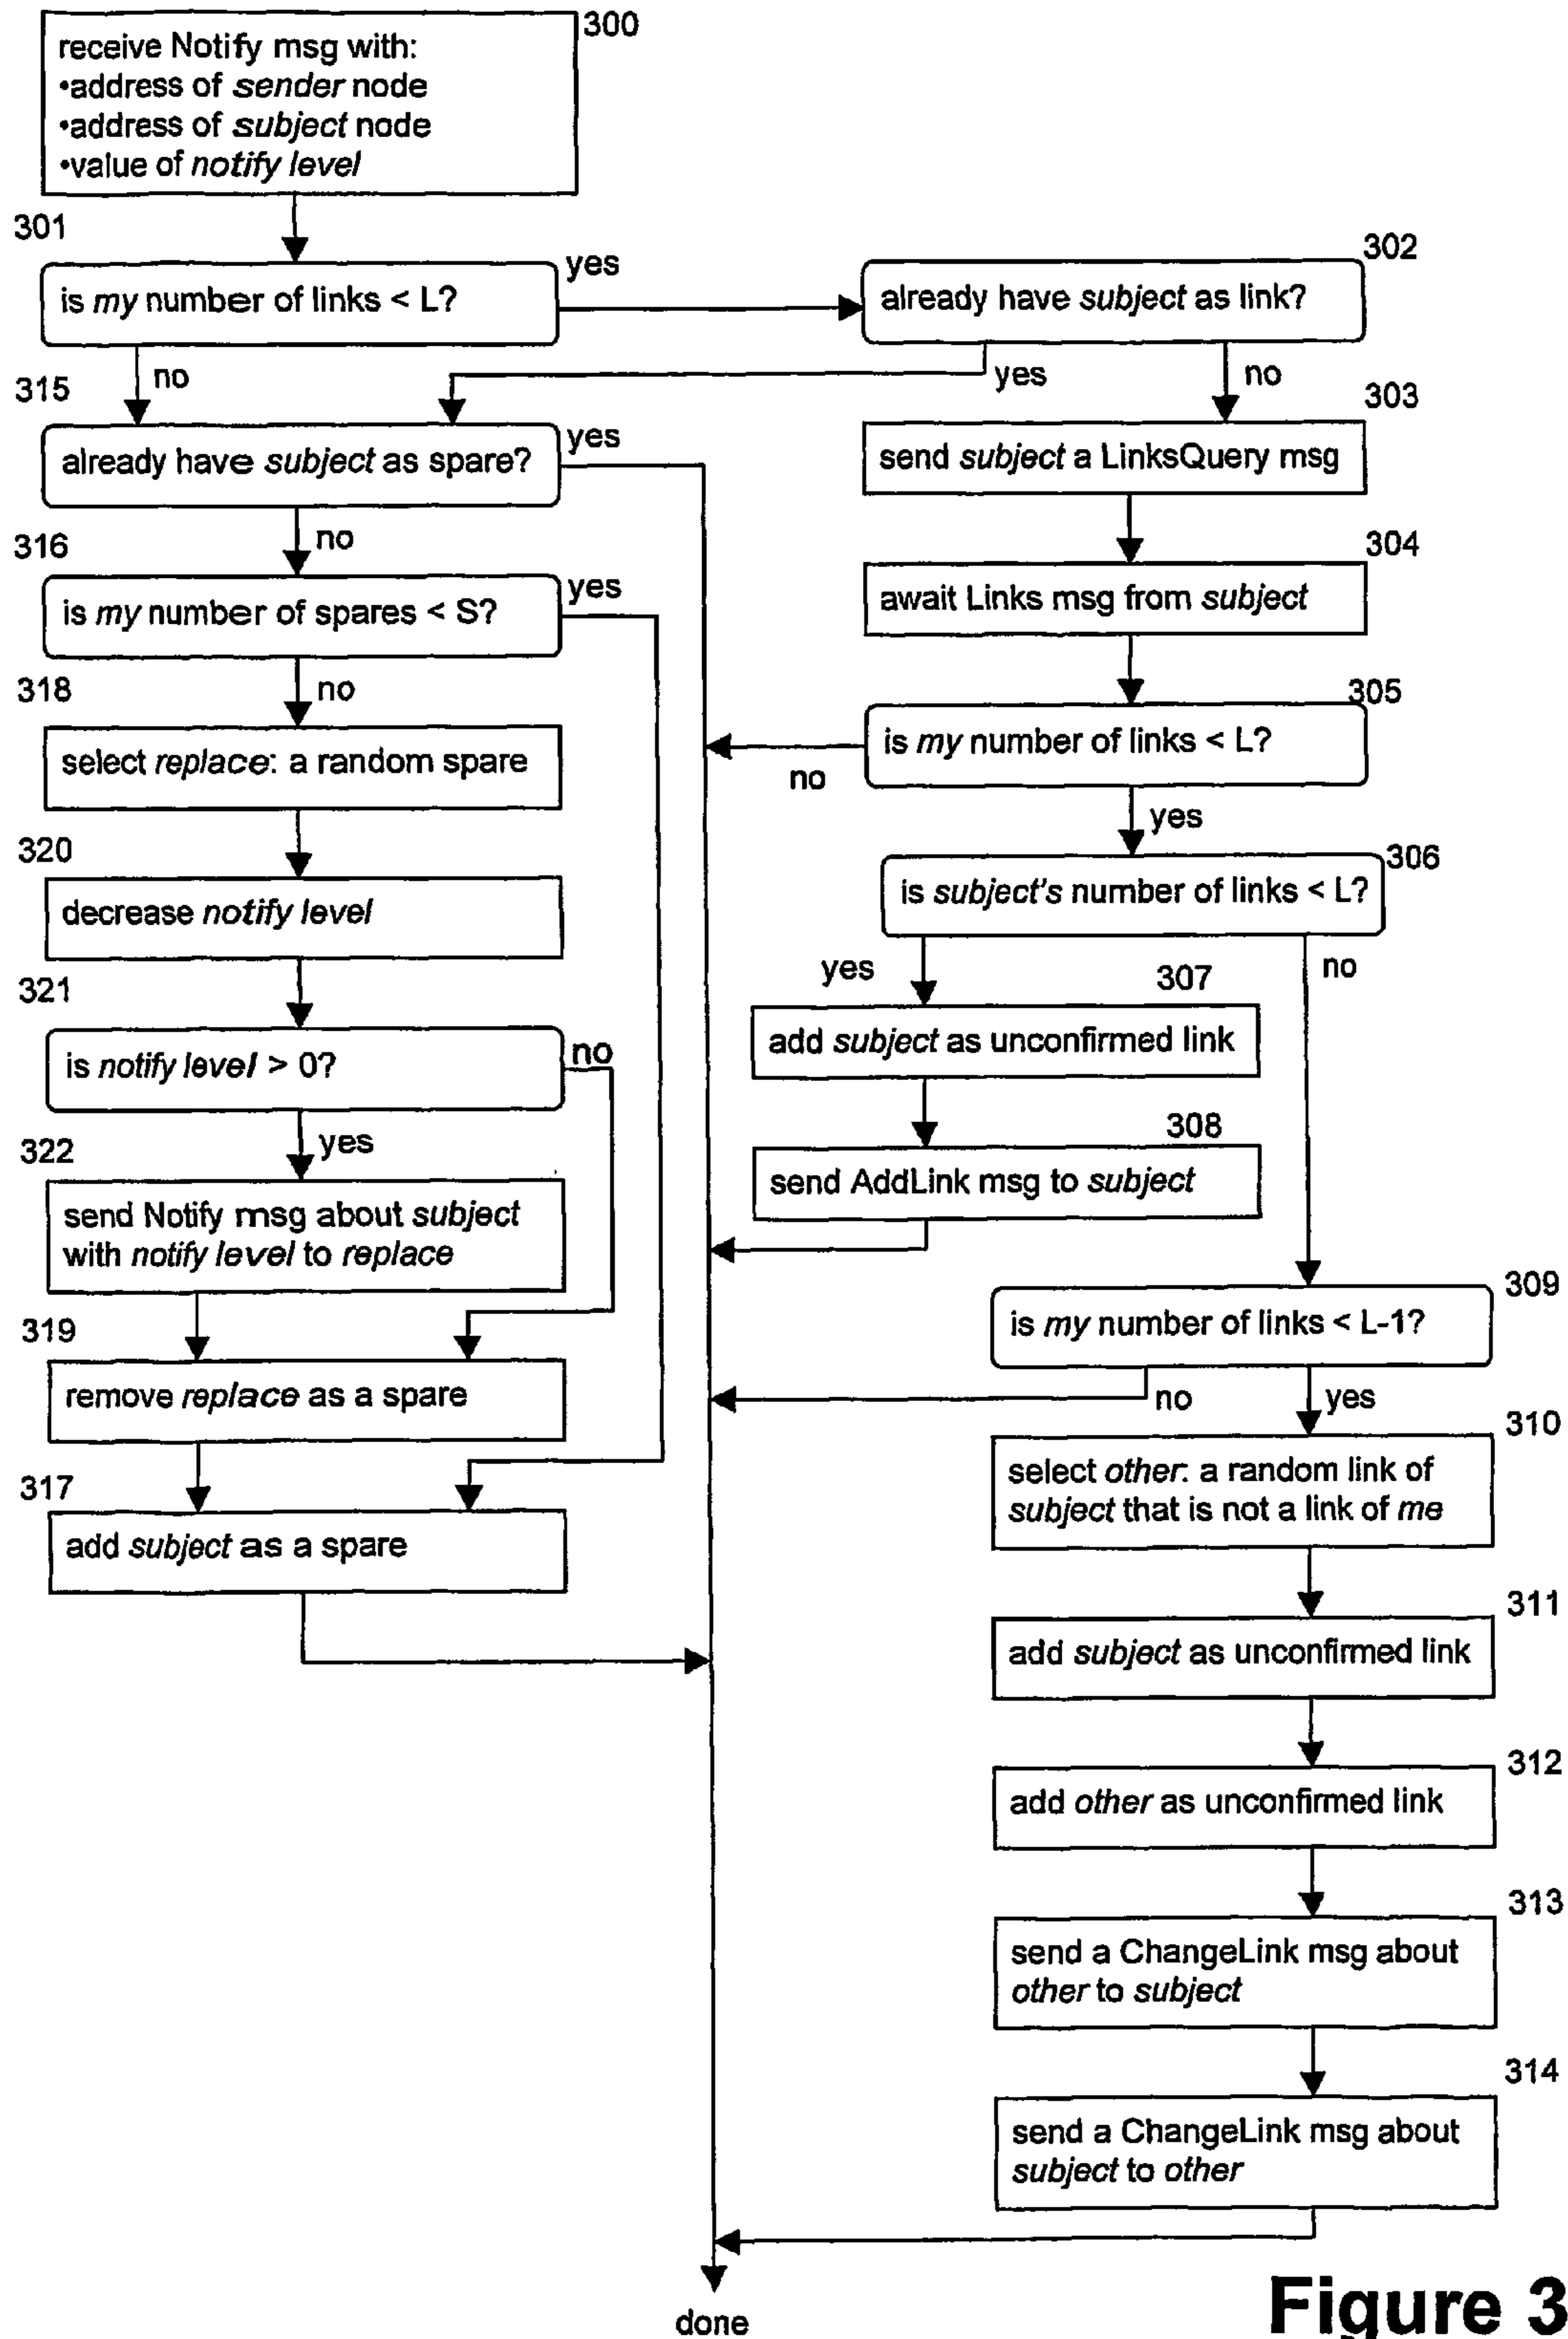 300
receive Notify msg with:
•address of sender node
•address of subject node
•value of notify level
301
is my number of links < L?
yes
no
302
already have subject as link?
yes
no
315
already have subject as spare?
yes
no
303
send subject a LinksQuery msg
316
is my number of spares < S?
yes
no
304
await Links msg from subject
318
select replace: a random spare
305
is my number of links < L?
no
yes
320
decrease notify level
306
is subject's number of links < L?
yes
no
321
is notify level > 0?
no
yes
307
add subject as unconfirmed link
322
send Notify msg about subject
with notify level to replace
308
send AddLink msg to subject
319
remove replace as a spare
309
is my number of links < L-1?
no
yes
317
add subject as a spare
310
select other: a random link of
subject that is not a link of me
311
add subject as unconfirmed link
312
add other as unconfirmed link
313
send a ChangeLink msg about
other to subject
314
send a ChangeLink msg about
subject to other
done
Figure 3